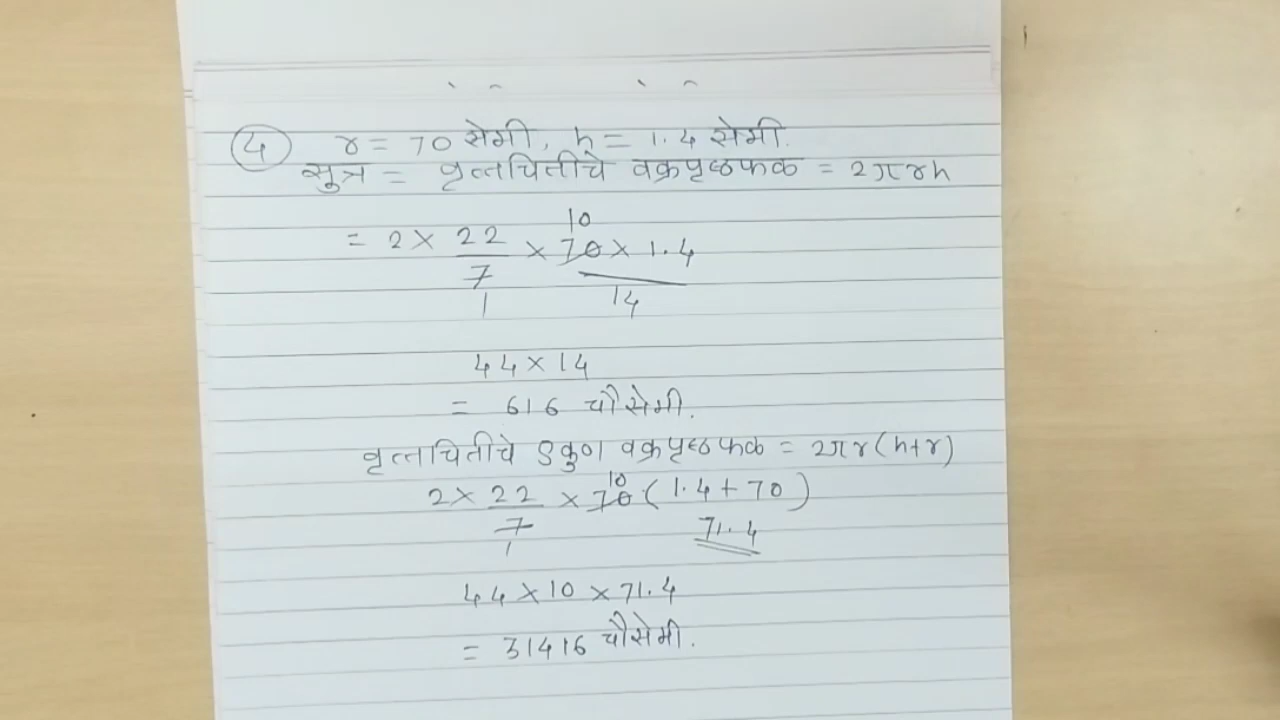 ④ r = 70 सेमी, h = 1.4 सेमी.
सूत्र = वृत्तचितीचे वक्रपृष्ठफळ = 2πrh
10
= 2 × 22/7 × 70 × 1.4
1 14
44 × 14
= 616 चौसेमी.
वृत्तचितीचे एकुण वक्रपृष्ठफळ = 2πr(h+r)
10
2 × 22/7 × 70 (1.4 + 70)
1 71.4
44 × 10 × 71.4
= 31416 चौसेमी.